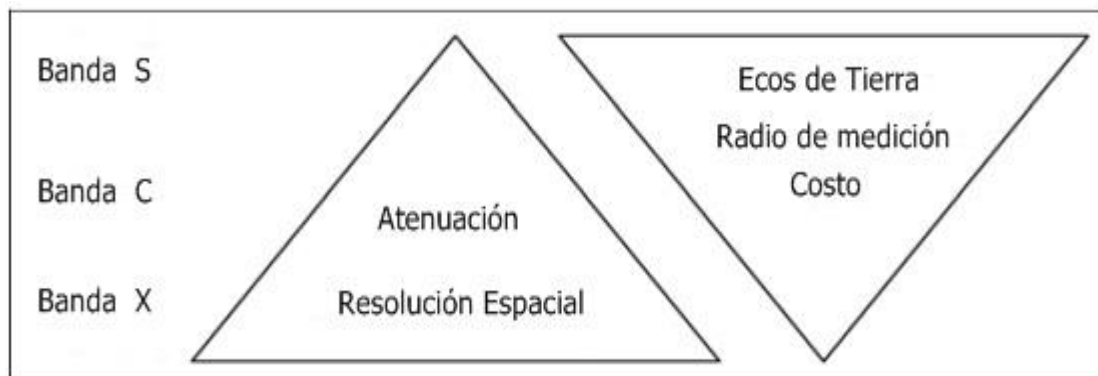 Banda S
Banda C
Banda X
Atenuación
Resolución Espacial
Ecos de Tierra
Radio de medición
Costo